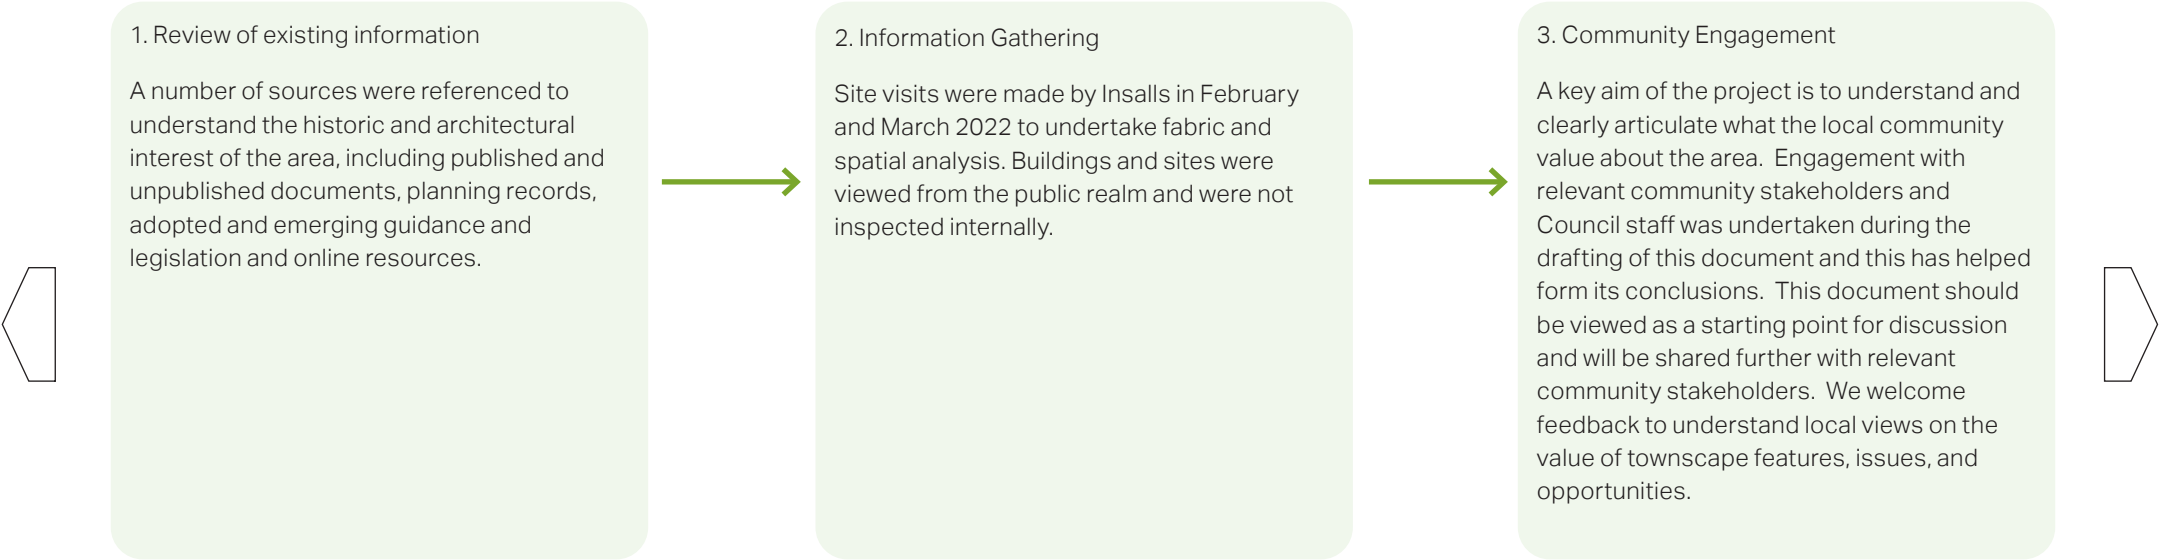 1. Review of existing information
A number of sources were referenced to
understand the historic and architectural
interest of the area, including published and
unpublished documents, planning records,
adopted and emerging guidance and
legislation and online resources.
2. Information Gathering
Site visits were made by Insalls in February
and March 2022 to undertake fabric and
spatial analysis. Buildings and sites were
viewed from the public realm and were not
inspected internally.
3. Community Engagement
A key aim of the project is to understand and
clearly articulate what the local community
value about the area.  Engagement with
relevant community stakeholders and
Council staff was undertaken during the
drafting of this document and this has helped
form its conclusions.  This document should
be viewed as a starting point for discussion
and will be shared further with relevant
community stakeholders.  We welcome
feedback to understand local views on the
value of townscape features, issues, and
opportunities.